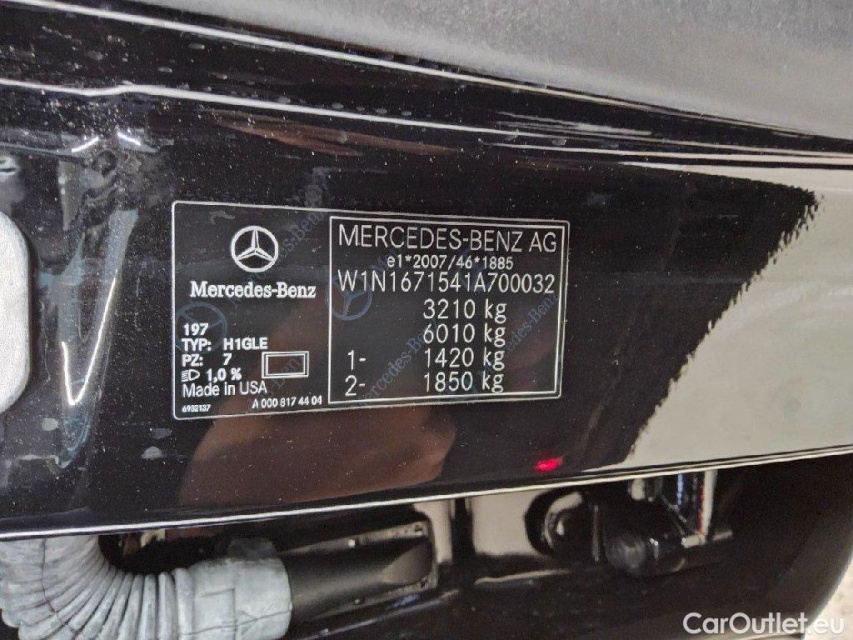 Mercedes-Benz
197
TYP: H1GLE
PZ: 7
1,0 %
Made in USA
6932137
A 000 817 44 04
MERCEDES-BENZ AG
e1*2007/46*1885
W1N1671541A700032
3210 kg
6010 kg
1- 1420 kg
2- 1850 kg
CarOutlet.eu